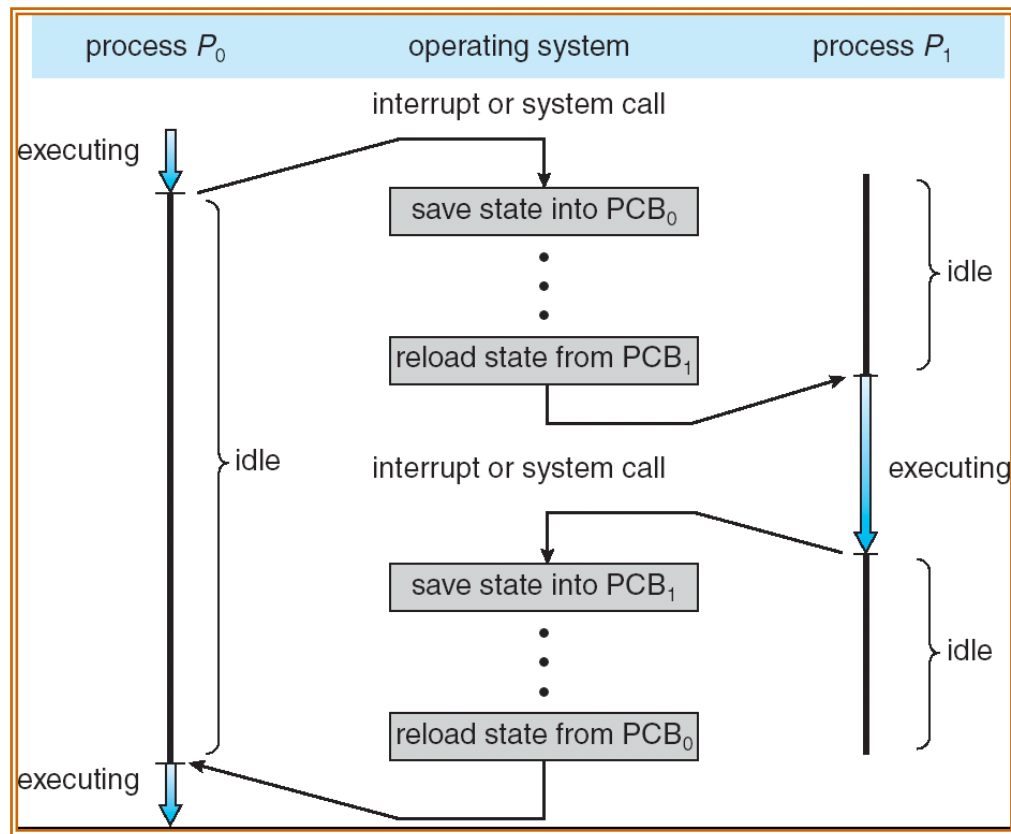 process P₀ operating system process P₁
interrupt or system call
executing
save state into PCB₀
idle
reload state from PCB₁
idle
interrupt or system call
executing
save state into PCB₁
idle
reload state from PCB₀
executing